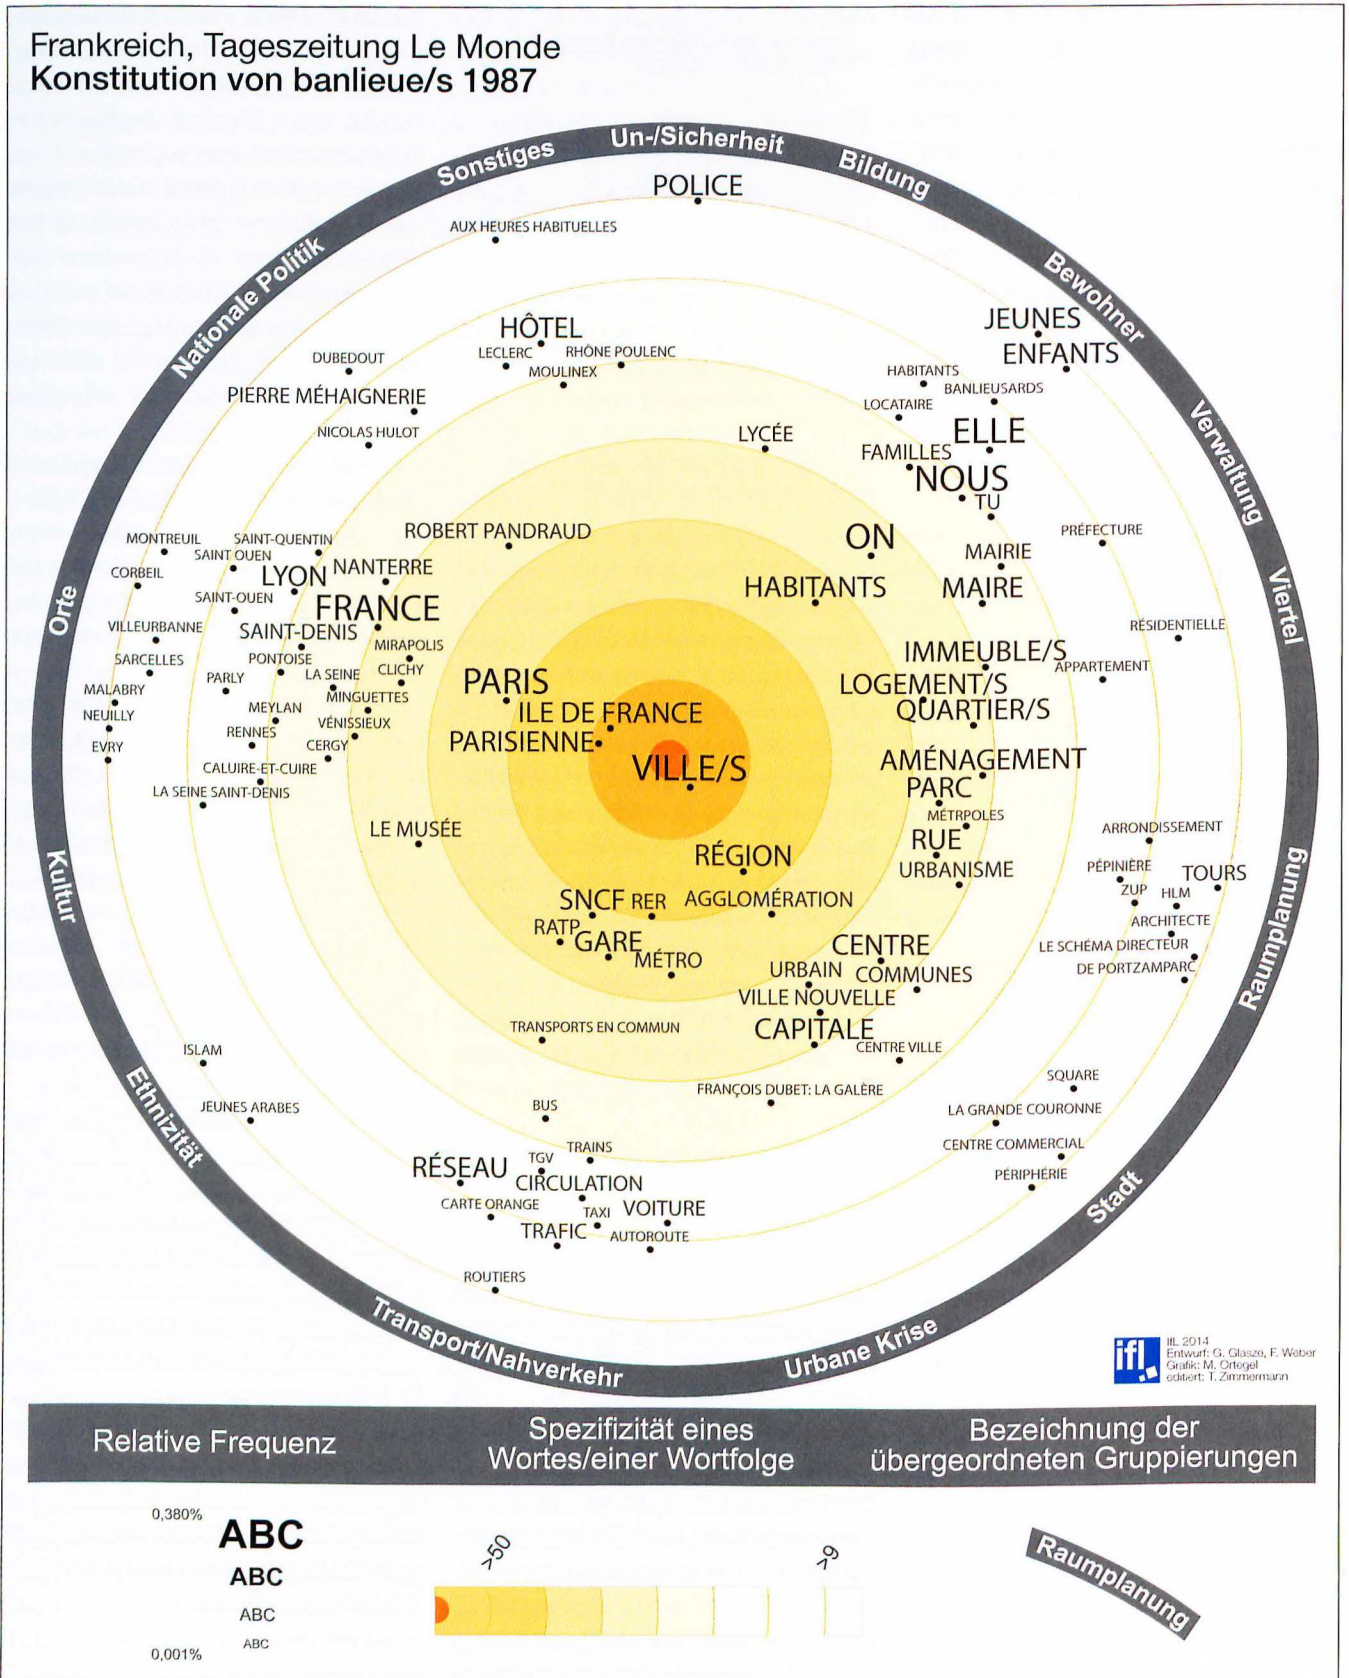 Frankreich, Tageszeitung Le Monde
Konstitution von banlieue/s 1987
Sonstiges
Un-/Sicherheit
Bildung
Nationale Politik
Bewohner
Verwaltung
Viertel
Orte
Kultur
Raumplanung
Ethnizität
Stadt
Transport/Nahverkehr
Urbane Krise
POLICE
AUX HEURES HABITUELLES
HÔTEL
LECLERC
RHÔNE POULENC
MOULINEX
DUBEDOUT
PIERRE MÉHAIGNERIE
NICOLAS HULOT
ROBERT PANDRAUD
LYCÉE
JEUNES
ENFANTS
HABITANTS
BANLIEUSARDS
LOCATAIRE
ELLE
FAMILLES
NOUS
TU
ON
HABITANTS
PRÉFECTURE
MAIRIE
MAIRE
RÉSIDENTIELLE
IMMEUBLE/S
APPARTEMENT
LOGEMENT/S
QUARTIER/S
MONTREUIL
SAINT-QUENTIN
SAINT OUEN
CORBEIL
LYON
NANTERRE
SAINT-OUEN
FRANCE
VILLEURBANNE
SAINT-DENIS
MIRAPOLIS
SARCELLES
PONTOISE
LA SEINE
CLICHY
PARLY
MALABRY
MINGUETTES
MEYLAN
NEUILLY
VÉNISSIEUX
RENNES
EVRY
CERGY
CALUIRE-ET-CUIRE
LA SEINE SAINT-DENIS
PARIS
ILE DE FRANCE
PARISIENNE
VILLE/S
LE MUSÉE
AMÉNAGEMENT
PARC
MÉTRPOLES
RUE
URBANISME
ARRONDISSEMENT
PÉPINIÈRE
TOURS
ZUP
HLM
ARCHITECTE
LE SCHÉMA DIRECTEUR
DE PORTZAMPARC
RÉGION
AGGLOMÉRATION
SNCF
RER
RATP
GARE
MÉTRO
CENTRE
URBAIN
COMMUNES
VILLE NOUVELLE
CAPITALE
CENTRE VILLE
TRANSPORTS EN COMMUN
FRANÇOIS DUBET: LA GALÈRE
ISLAM
JEUNES ARABES
SQUARE
LA GRANDE COURONNE
CENTRE COMMERCIAL
PÉRIPHÉRIE
BUS
TRAINS
TGV
RÉSEAU
CIRCULATION
CARTE ORANGE
TAXI
VOITURE
TRAFIC
AUTOROUTE
ROUTIERS
ifl
IfL 2014
Entwurf: G. Glasze, F. Weber
Grafik: M. Ortegel
editiert: T. Zimmermann
Relative Frequenz
Spezifizität eines
Wortes/einer Wortfolge
Bezeichnung der
übergeordneten Gruppierungen
0,380%
ABC
ABC
ABC
ABC
0,001%
>50
>9
Raumplanung